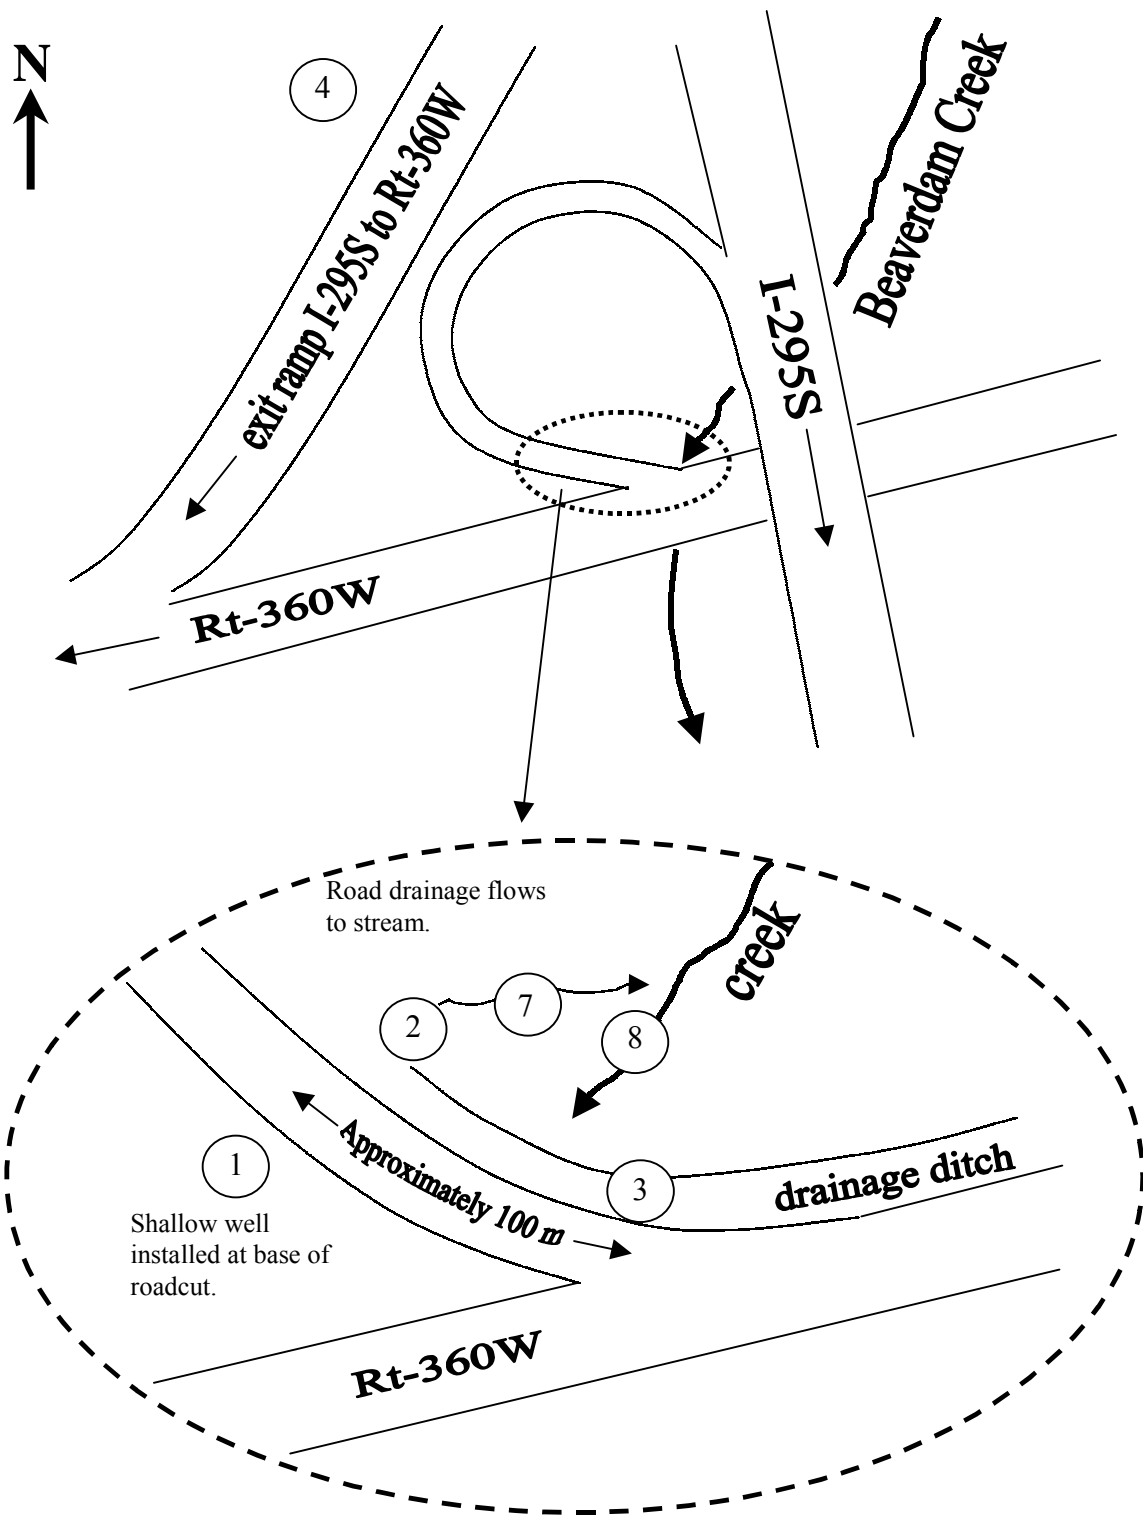 N
4
exit ramp I-295S to Rt-360W
Beaverdam Creek
I-295S
Rt-360W
Road drainage flows
to stream.
creek
2
7
8
1
Approximately 100 m
3
drainage ditch
Shallow well
installed at base of
roadcut.
Rt-360W